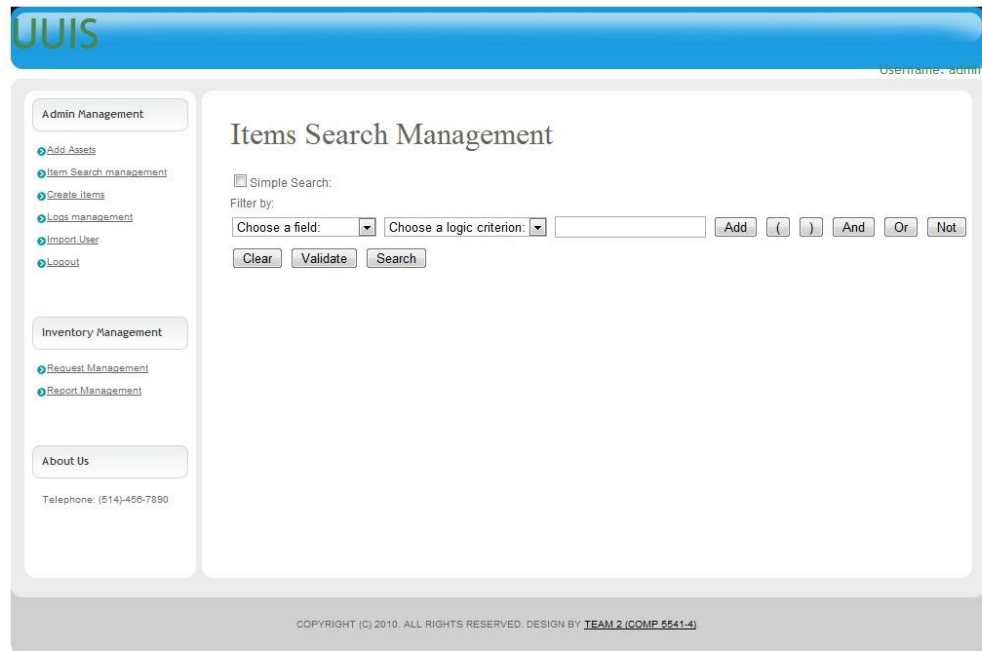 UUIS
Username: admin
Admin Management
Add Assets
Item Search management
Create items
Logs management
Import User
Logout
Inventory Management
Request Management
Report Management
About Us
Telephone: (514)-456-7890
Items Search Management
Simple Search:
Filter by:
Choose a field: Choose a logic criterion: Add ( ) And Or Not
Clear Validate Search
COPYRIGHT (C) 2010. ALL RIGHTS RESERVED. DESIGN BY TEAM 2 (COMP 5541-4)